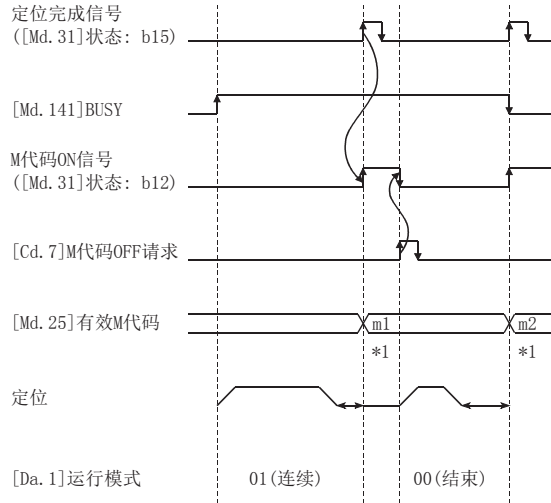 定位完成信号
([Md.31]状态: b15)
[Md.141]BUSY
M代码ON信号
([Md.31]状态: b12)
[Cd.7]M代码OFF请求
[Md.25]有效M代码
m1
m2
*1
*1
定位
[Da.1]运行模式
01(连续)
00(结束)